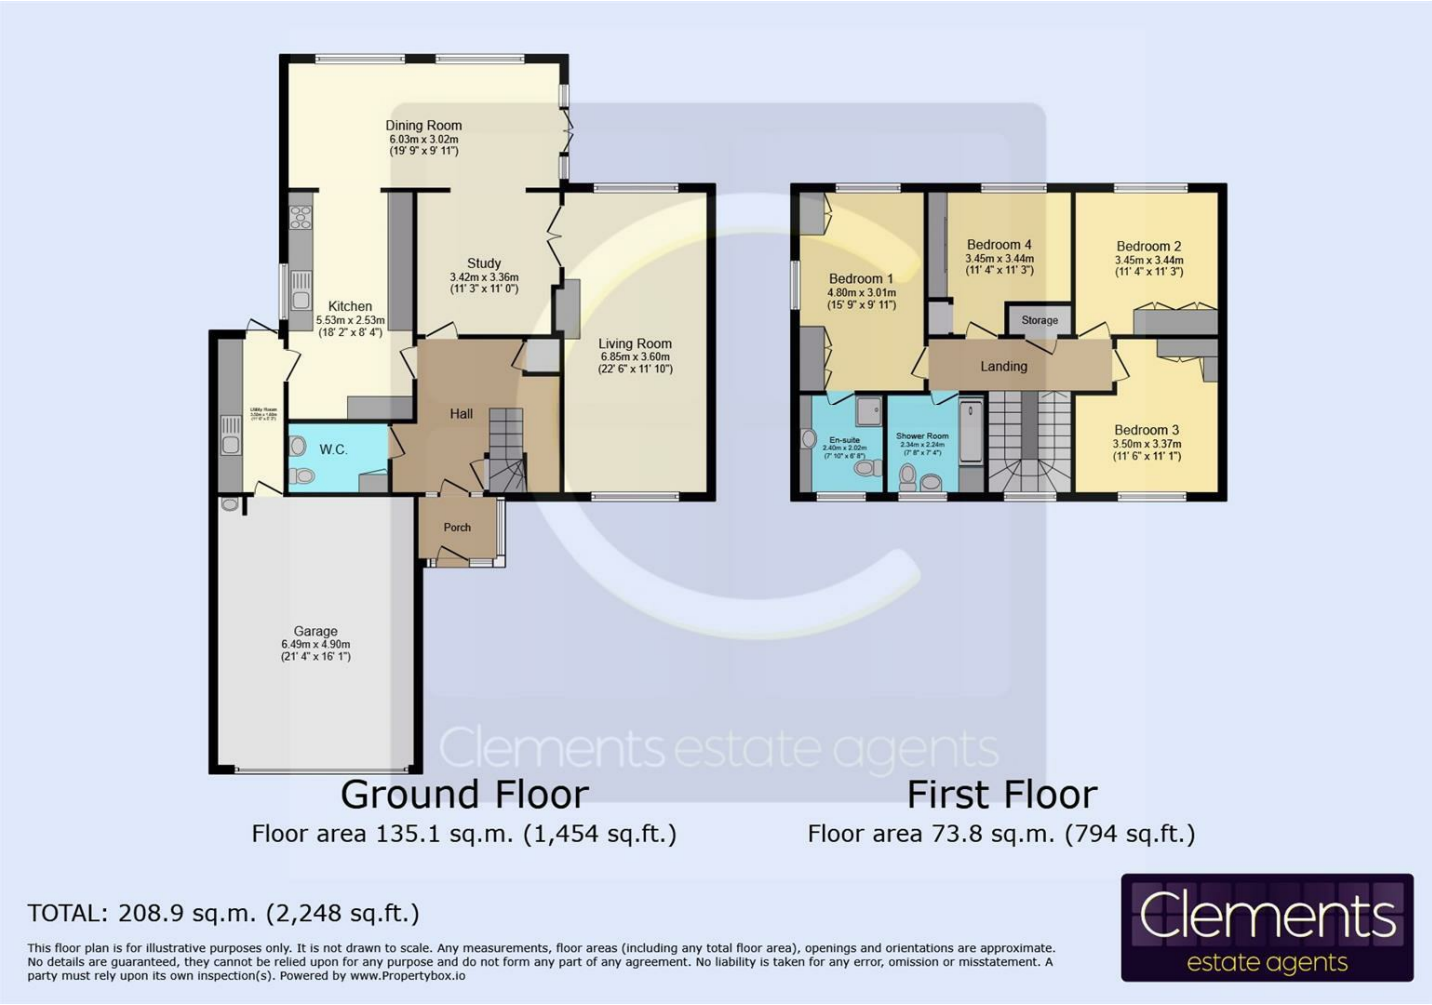 Dining Room
6.03m x 3.02m
(19' 9" x 9' 11")
Study
3.42m x 3.36m
(11' 3" x 11' 0")
Kitchen
5.53m x 2.53m
(18' 2" x 8' 4")
Living Room
6.85m x 3.60m
(22' 6" x 11' 10")
Utility Room
Hall
W.C.
Porch
Garage
6.49m x 4.90m
(21' 4" x 16' 1")
Bedroom 1
4.80m x 3.01m
(15' 9" x 9' 11")
Bedroom 4
3.45m x 3.44m
(11' 4" x 11' 3")
Bedroom 2
3.45m x 3.44m
(11' 4" x 11' 3")
Storage
Landing
En-suite
2.40m x 2.02m
(7' 10" x 6' 8")
Shower Room
2.34m x 2.24m
(7' 8" x 7' 4")
Bedroom 3
3.50m x 3.37m
(11' 6" x 11' 1")
Clements estate agents
Ground Floor
Floor area 135.1 sq.m. (1,454 sq.ft.)
First Floor
Floor area 73.8 sq.m. (794 sq.ft.)
TOTAL: 208.9 sq.m. (2,248 sq.ft.)
This floor plan is for illustrative purposes only. It is not drawn to scale. Any measurements, floor areas (including any total floor area), openings and orientations are approximate.
No details are guaranteed, they cannot be relied upon for any purpose and do not form any part of any agreement. No liability is taken for any error, omission or misstatement. A
party must rely upon its own inspection(s). Powered by www.Propertybox.io
Clements
estate agents